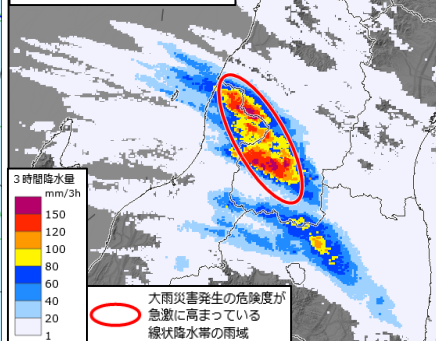 ３時間降水量
mm/3h
150
120
100
80
60
40
20
1
大雨災害発生の危険度が
急激に高まっている
線状降水帯の雨域